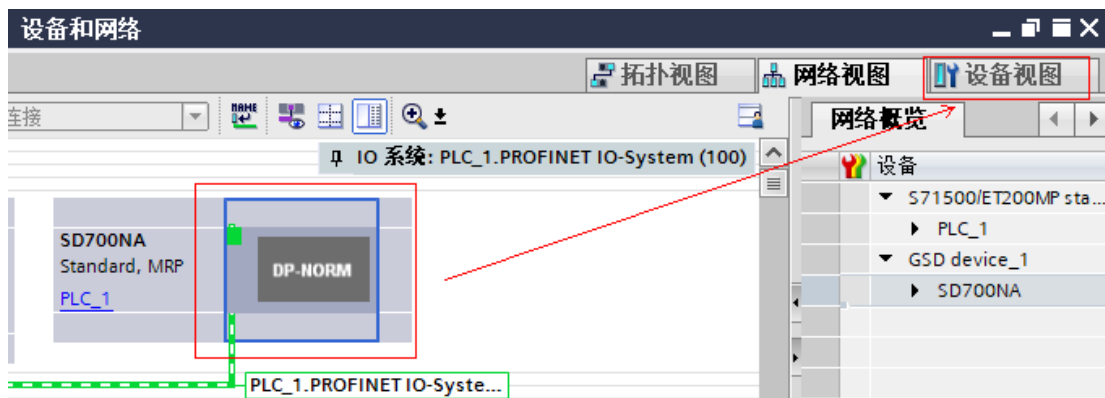 设备和网络
拓扑视图
网络视图
设备视图
连接
网络概览
IO 系统: PLC_1.PROFINET IO-System (100)
设备
S71500/ET200MP sta...
PLC_1
GSD device_1
SD700NA
SD700NA
Standard, MRP
DP-NORM
PLC_1
PLC_1.PROFINET IO-Syste...